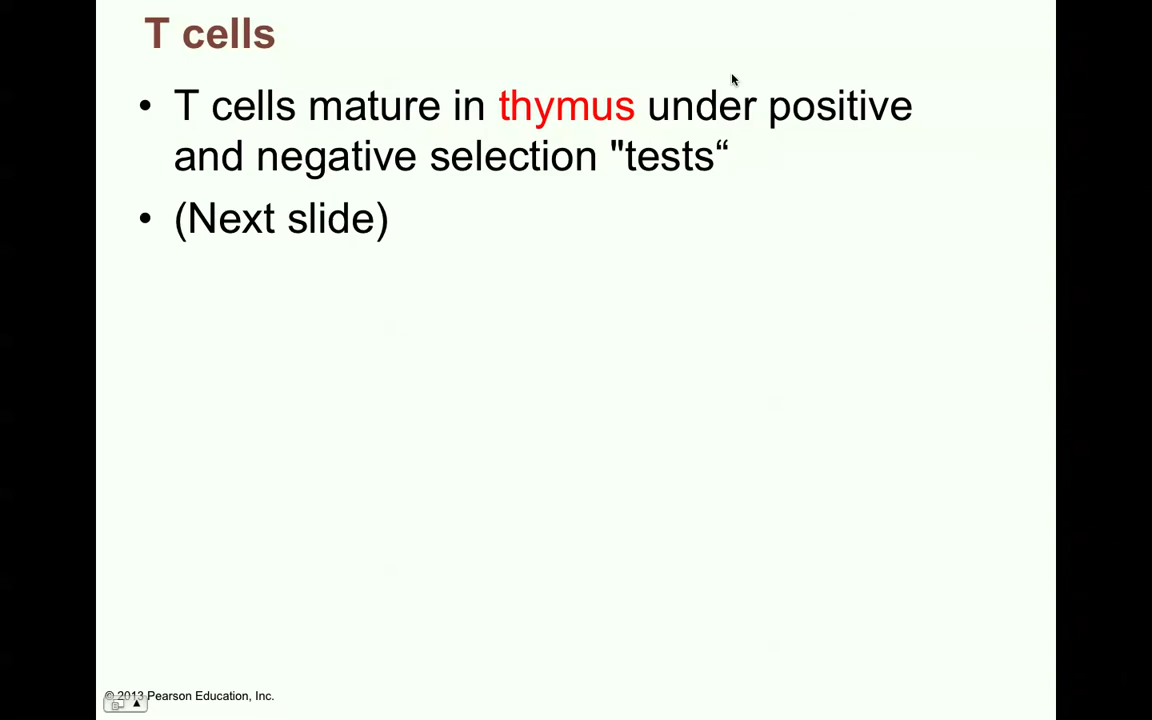 T cells
• T cells mature in thymus under positive
and negative selection "tests“
• (Next slide)
© 2013 Pearson Education, Inc.